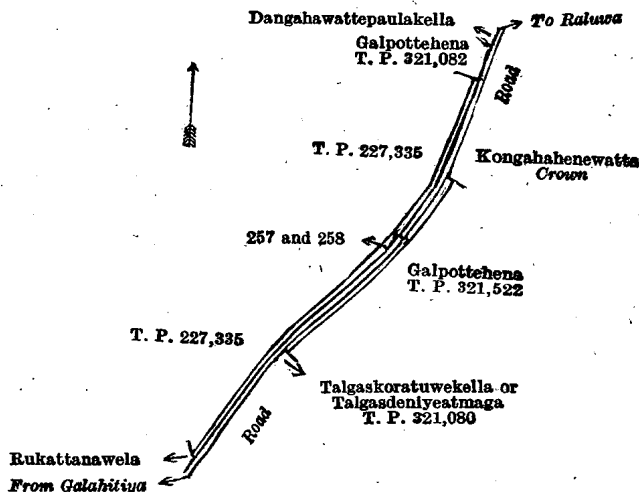 Dangahawattepaulakella
To Raluwa
Galpottehena
T. P. 321,082
Road
T. P. 227,335
Kongahahenewatta
Crown
257 and 258
Galpottehena
T. P. 321,522
T. P. 227,335
Talgaskoratuwekella or
Talgasdeniyeatmaga
T. P. 321,080
Road
Rukattanawela
From Galahitiya